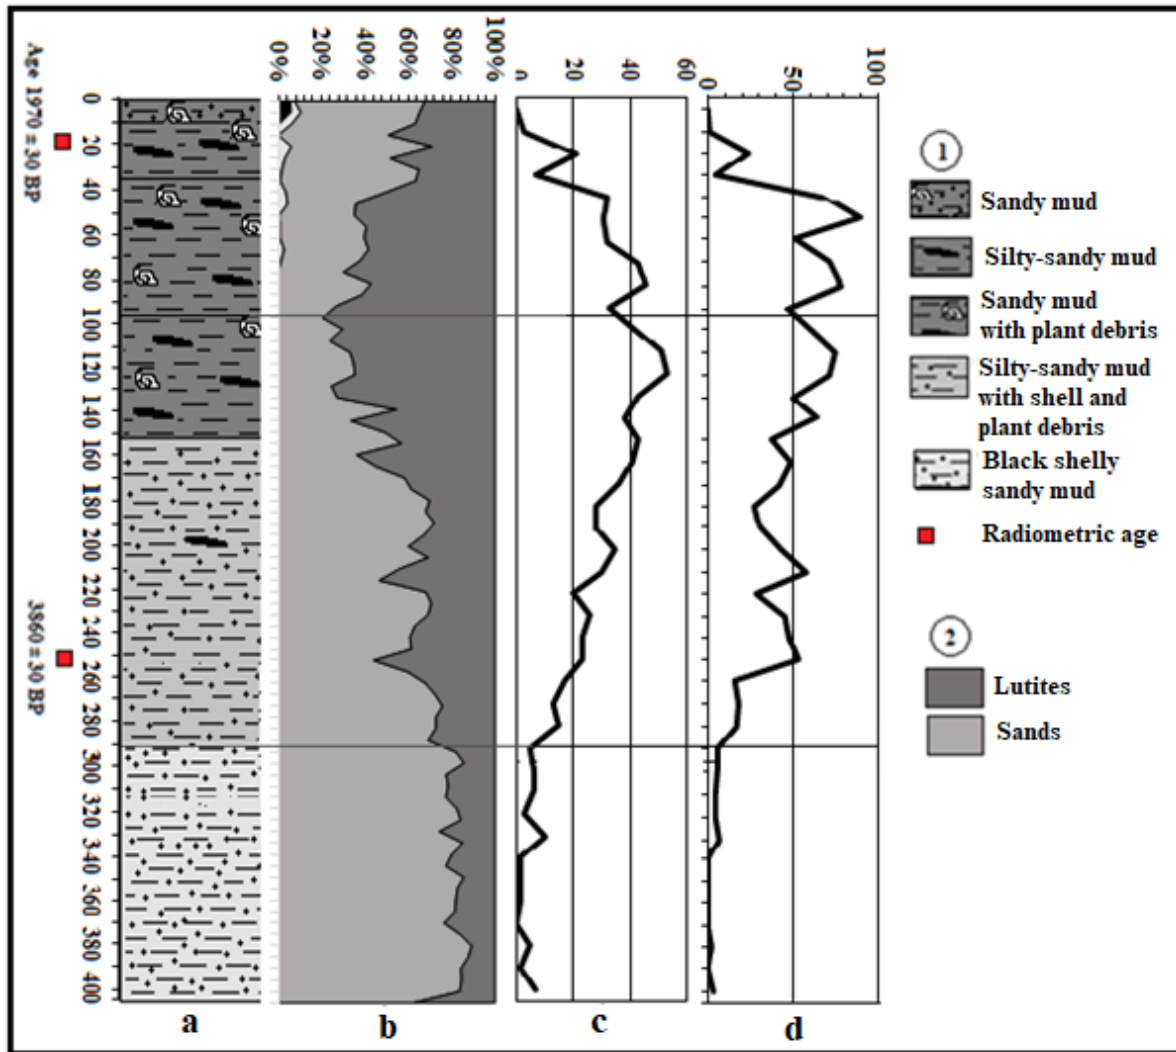 0%
20%
40%
60%
80%
100%
0
20
40
60
0
50
100
Age 1970 ± 30 BP
3860 ± 30 BP
0
20
40
60
80
100
120
140
160
180
200
220
240
260
280
300
320
340
360
380
400
a
b
c
d
1
Sandy mud
Silty-sandy mud
Sandy mud
with plant debris
Silty-sandy mud
with shell and
plant debris
Black shelly
sandy mud
Radiometric age
2
Lutites
Sands